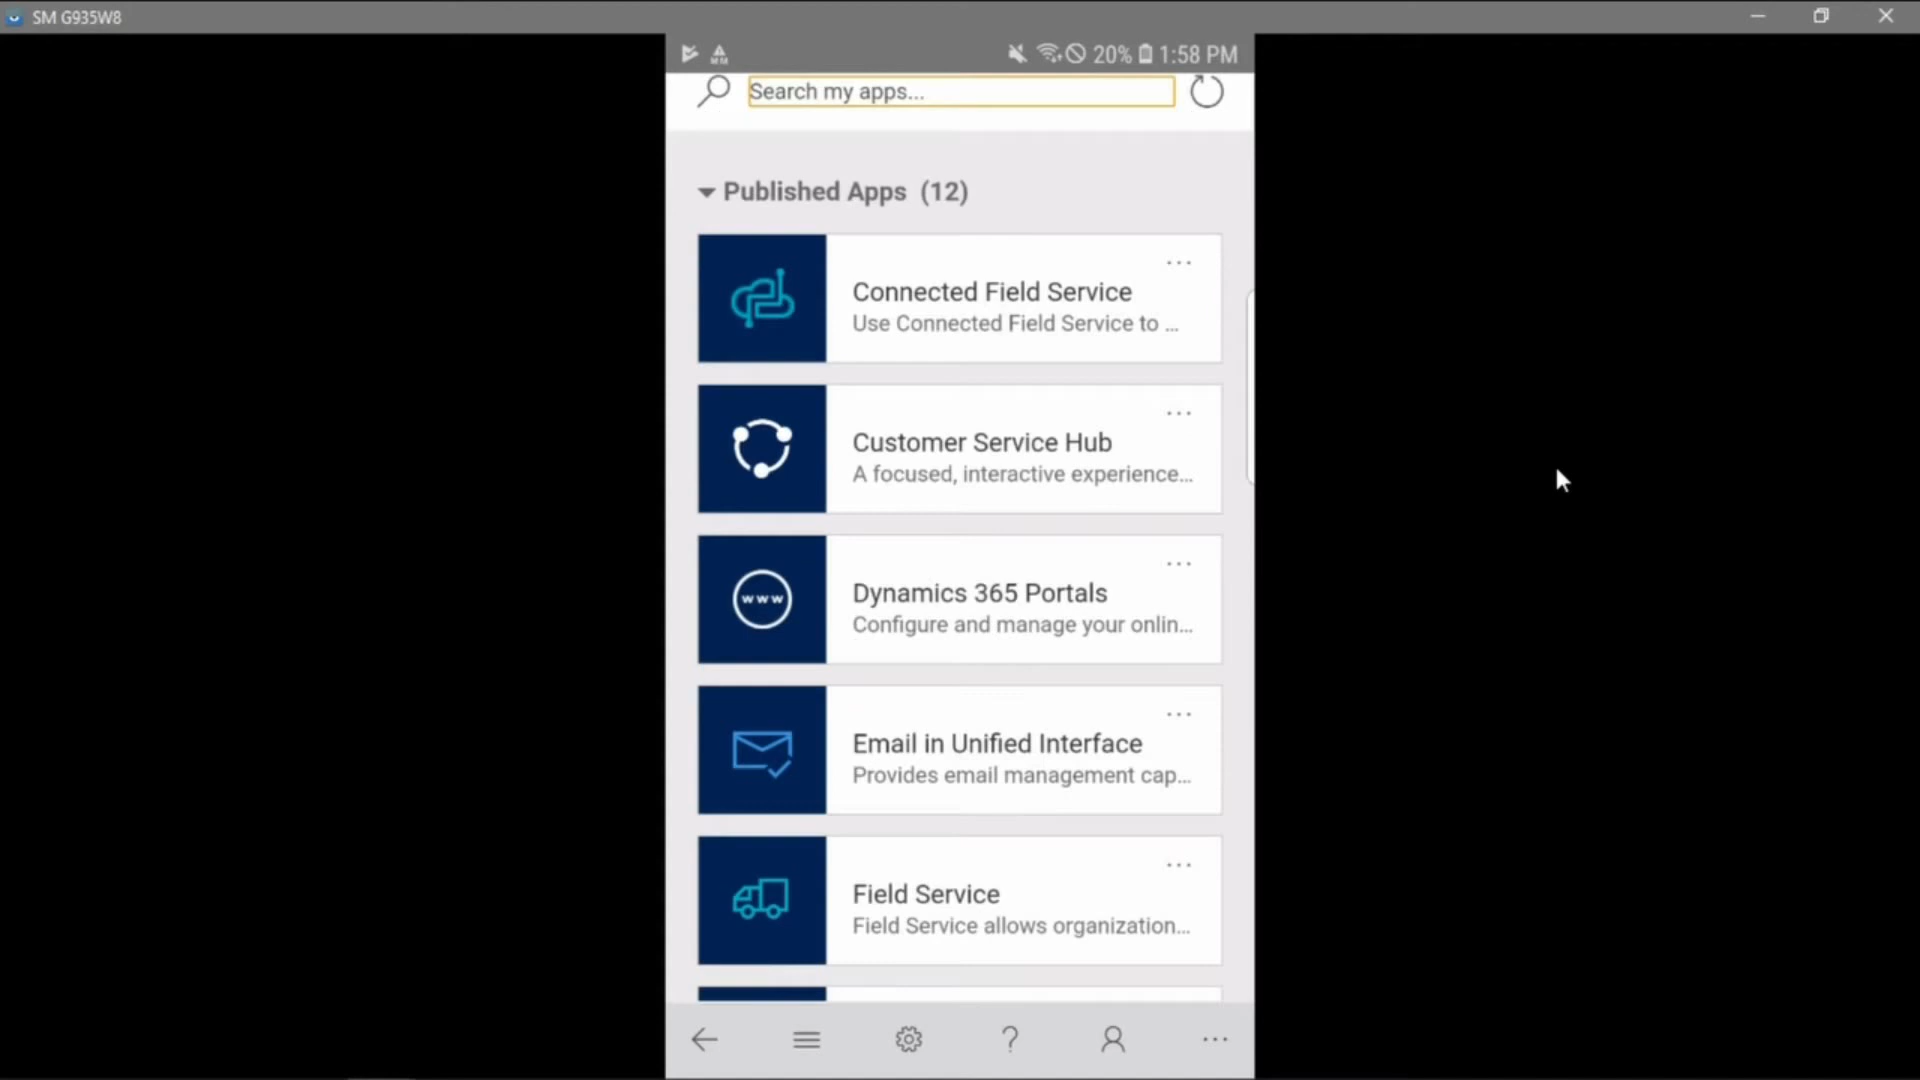 SM G935W8
20% 1:58 PM
Search my apps...
Published Apps (12)
...
Connected Field Service
Use Connected Field Service to ...
...
Customer Service Hub
A focused, interactive experience...
...
www
Dynamics 365 Portals
Configure and manage your onlin...
...
Email in Unified Interface
Provides email management cap...
...
Field Service
Field Service allows organization...
?
...